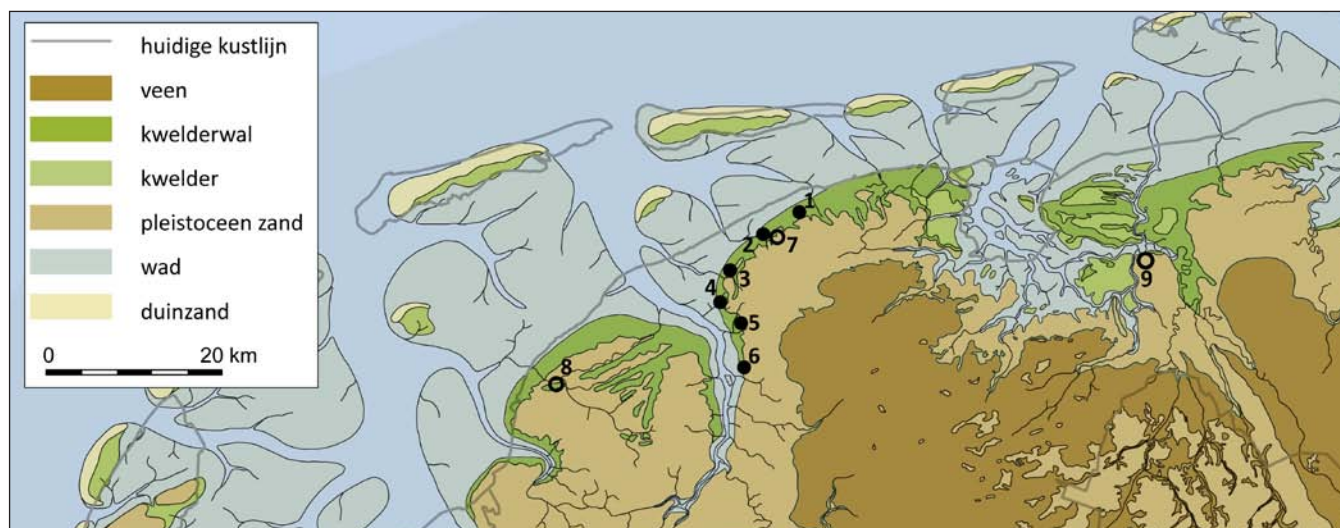 huidige kustlijn
veen
kwelderwal
kwelder
pleistoceen zand
wad
duinzand
0 20 km
1
2
7
3
4
5
6
8
9